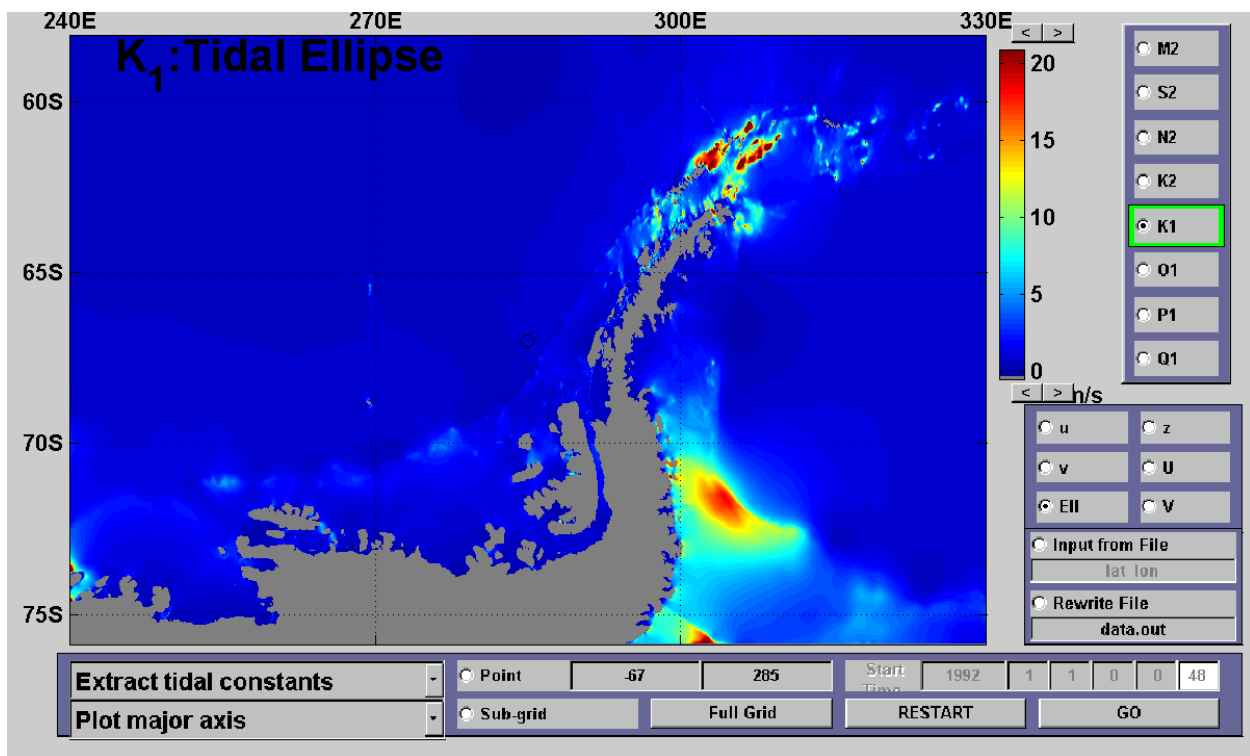 240E 270E 300E 330E
K1:Tidal Ellipse
60S
65S
70S
75S
< >
20
15
10
5
0
< >
n/s
M2
S2
N2
K2
K1
O1
P1
Q1
u z
v U
Ell V
Input from File
lat lon
Rewrite File
data.out
Extract tidal constants
Plot major axis
Point -67 285
Start Time 1992 1 1 0 0 48
Sub-grid Full Grid RESTART GO